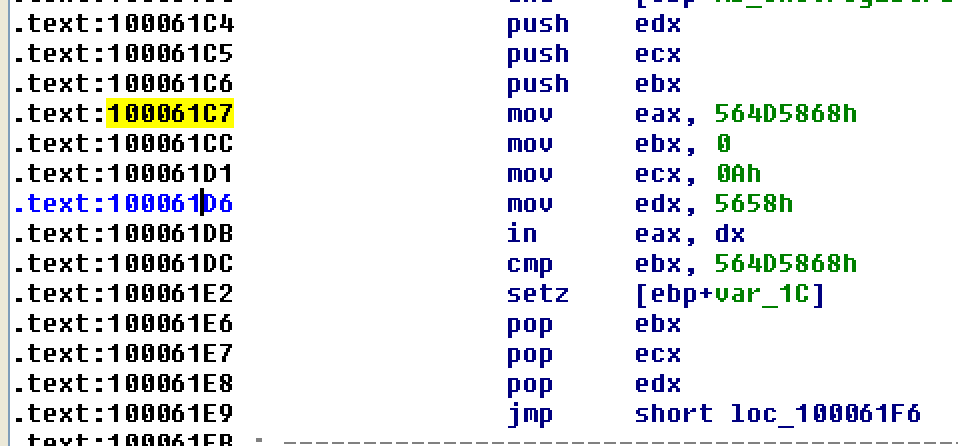 .text:100061C4 push edx
.text:100061C5 push ecx
.text:100061C6 push ebx
.text:100061C7 mov eax, 564D5868h
.text:100061CC mov ebx, 0
.text:100061D1 mov ecx, 0Ah
.text:100061D6 mov edx, 5658h
.text:100061DB in eax, dx
.text:100061DC cmp ebx, 564D5868h
.text:100061E2 setz [ebp+var_1C]
.text:100061E6 pop ebx
.text:100061E7 pop ecx
.text:100061E8 pop edx
.text:100061E9 jmp short loc_100061F6
.text:100061EB ; ----------------------------------------